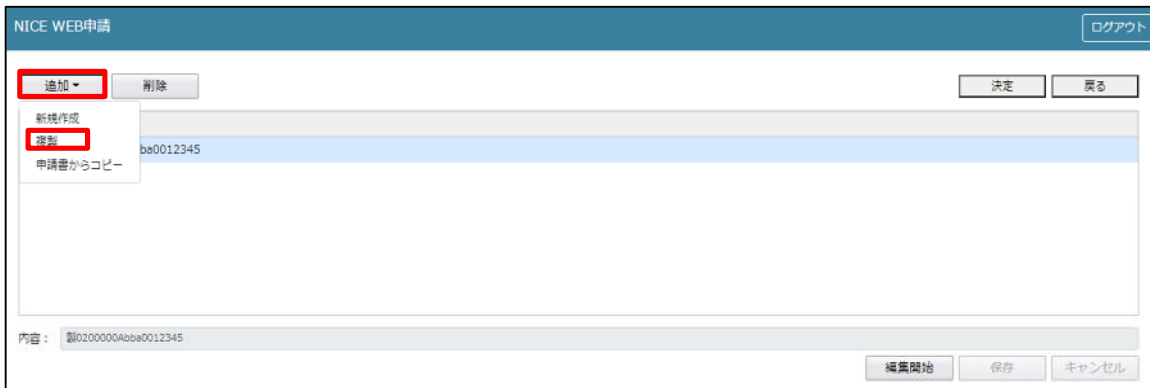 NICE WEB申請
ログアウト
追加 削除 決定 戻る
新規作成
複製
ba0012345
申請書からコピー
内容： 製0200000Abba0012345
編集開始 保存 キャンセル